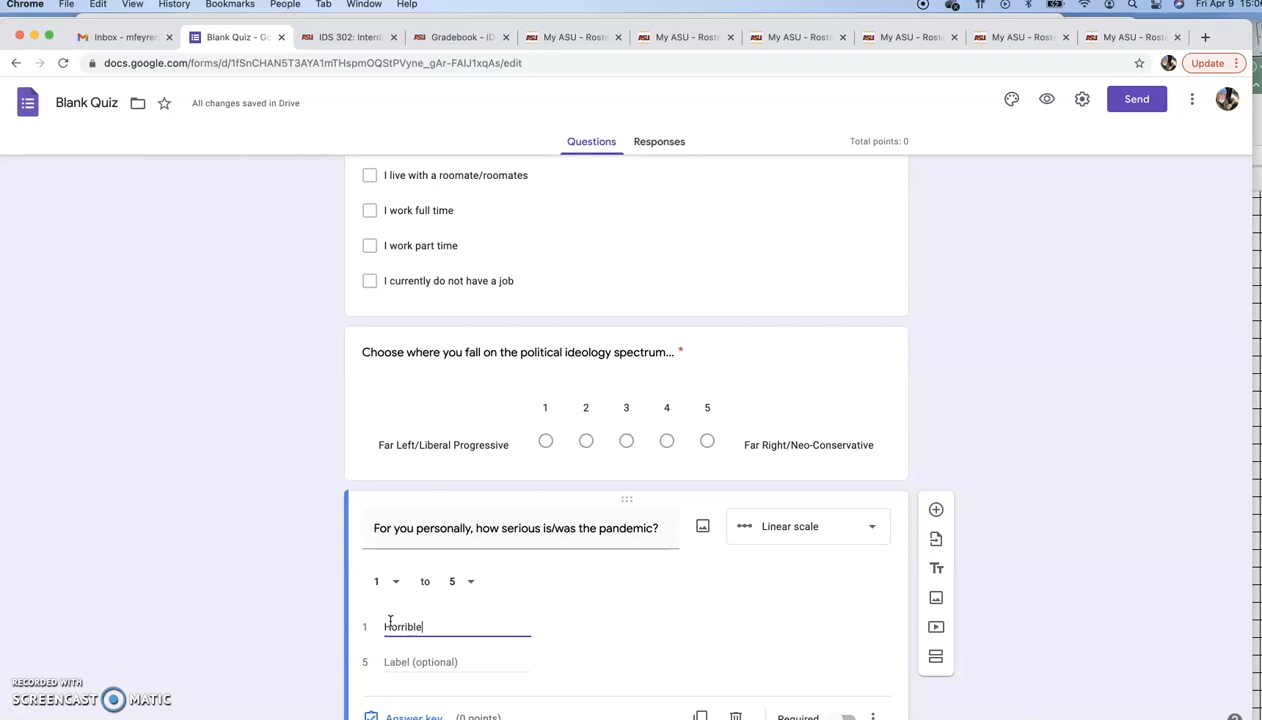 Chrome File Edit View History Bookmarks People Tab Window Help Fri Apr 9 15:0
Inbox - mfeyre Blank Quiz - Go IDS 302: Interdi Gradebook - iD My ASU - Roste My ASU - Roste My ASU - Roste My ASU - Roste My ASU - Roste My ASU - Roste
docs.google.com/forms/d/1fSnCHAN5T3AYA1mTHspmOQStPVyne_gAr-FAlJ1xqAs/edit Update
Blank Quiz All changes saved in Drive Send
Questions Responses Total points: 0
I live with a roomate/roomates
I work full time
I work part time
I currently do not have a job
Choose where you fall on the political ideology spectrum... *
1 2 3 4 5
Far Left/Liberal Progressive Far Right/Neo-Conservative
For you personally, how serious is/was the pandemic? Linear scale
1 to 5
1 Horrible
5 Label (optional)
RECORDED WITH
SCREENCAST MATIC
Answer key (0 points) Required